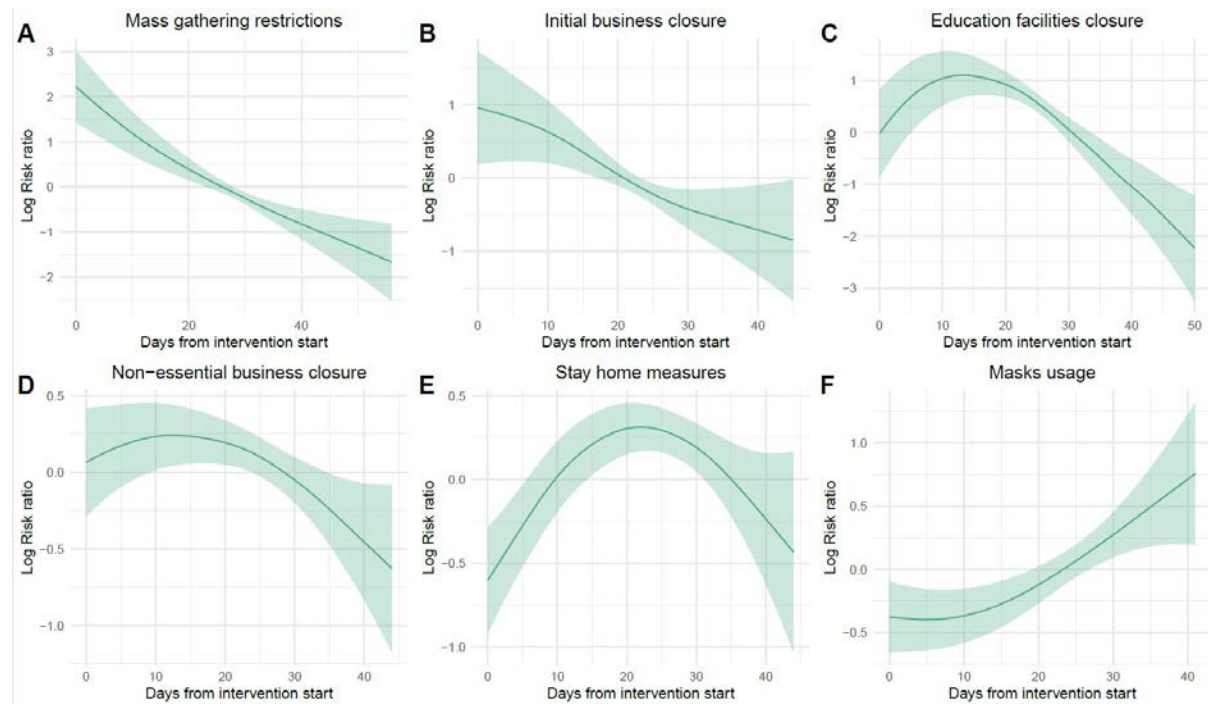 A Mass gathering restrictions
Log Risk ratio
3
2
1
0
−1
−2
0 20 40
Days from intervention start
B Initial business closure
Log Risk ratio
1
0
−1
0 10 20 30 40
Days from intervention start
C Education facilities closure
Log Risk ratio
1
0
−1
−2
−3
0 10 20 30 40 50
Days from intervention start
D Non−essential business closure
Log Risk ratio
0.5
0.0
−0.5
−1.0
0 10 20 30 40
Days from intervention start
E Stay home measures
Log Risk ratio
0.5
0.0
−0.5
−1.0
0 10 20 30 40
Days from intervention start
F Masks usage
Log Risk ratio
1.0
0.5
0.0
−0.5
0 10 20 30 40
Days from intervention start